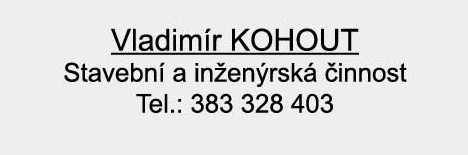 Vladimír KOHOUT
Stavební a inženýrská činnost
Tel.: 383 328 403